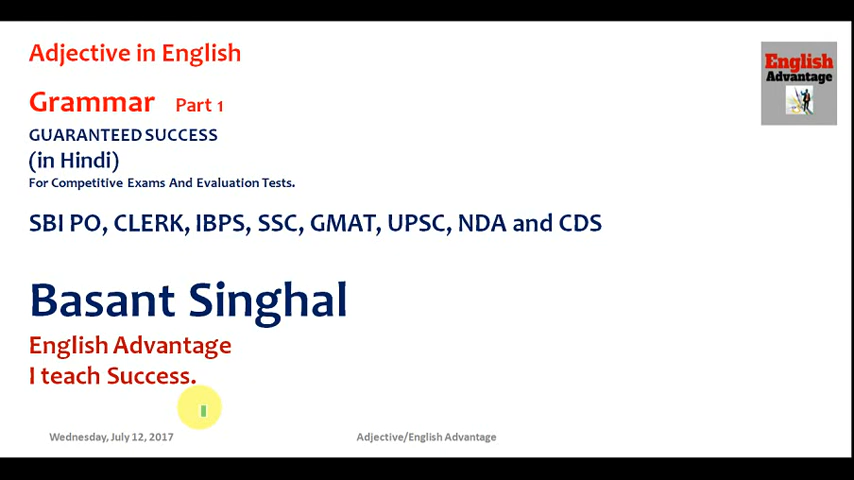 Adjective in English
Grammar Part 1
GUARANTEED SUCCESS
(in Hindi)
For Competitive Exams And Evaluation Tests.
SBI PO, CLERK, IBPS, SSC, GMAT, UPSC, NDA and CDS
Basant Singhal
English Advantage
I teach Success.
English
Advantage
Wednesday, July 12, 2017
Adjective/English Advantage